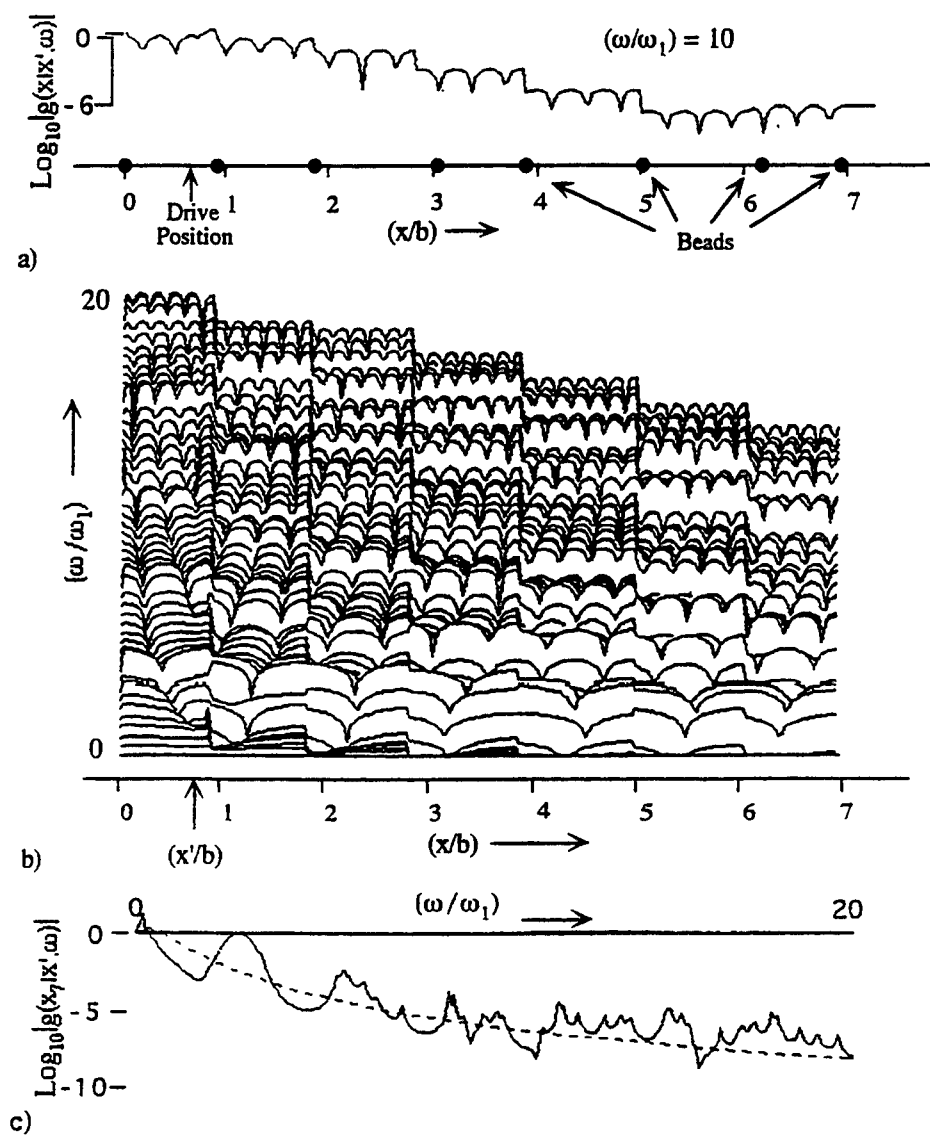 Log10|g(x|x',ω)|
0
-6
(ω/ω1) = 10
0 1 2 3 4 5 6 7
Drive
Position
(x/b)
Beads
a)
20
(ω/ω1)
0
0 1 2 3 4 5 6 7
(x'/b)
(x/b)
b)
0
(ω/ω1)
20
Log10|g(x7|x',ω)|
0
-5
-10
c)